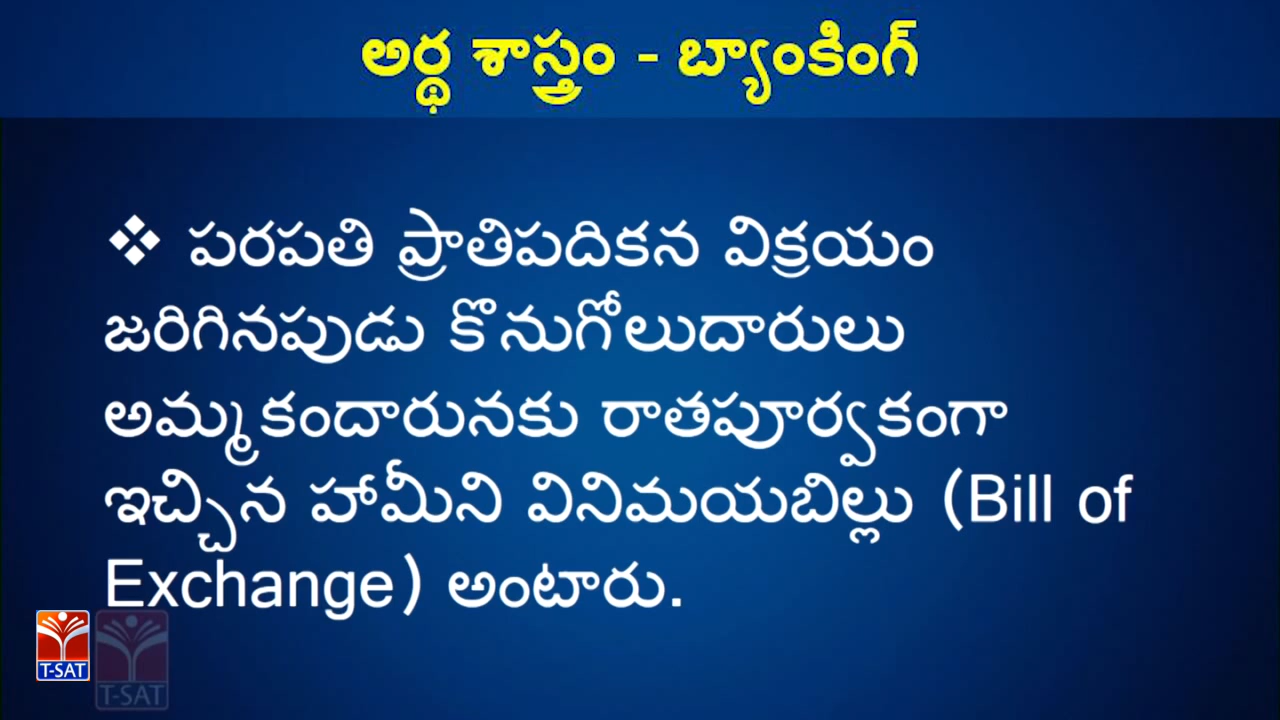 అర్థ శాస్త్రం - బ్యాంకింగ్
❖ పరపతి ప్రాతిపదికన విక్రయం
జరిగినపుడు కొనుగోలుదారులు
అమ్మకందారునకు రాతపూర్వకంగా
ఇచ్చిన హామీని వినిమయబిల్లు (Bill of
Exchange) అంటారు.
T-SAT
T-SAT